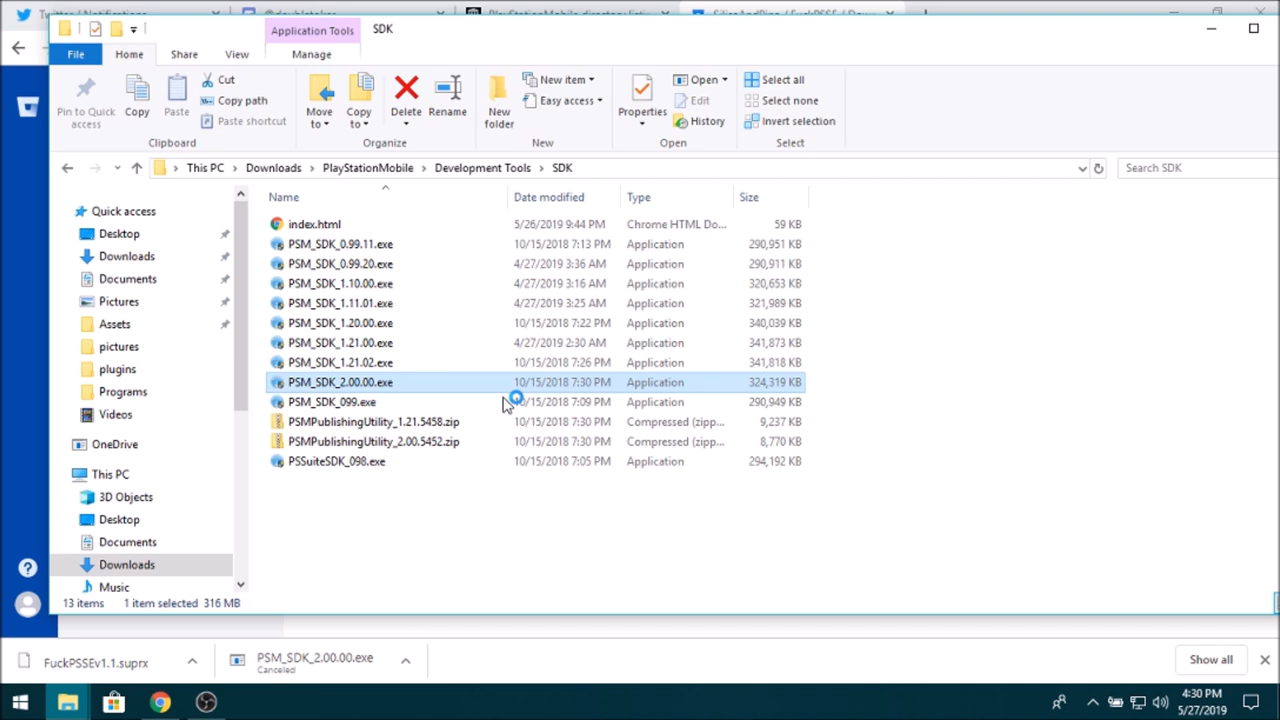 Twitter / Notifications
@doubletaker
PlayStationMobile directory listi
SilicaAndPina / FuckPSSE / Dow
Application Tools
SDK
File
Home
Share
View
Manage
Pin to Quick access
Copy
Paste
Cut
Copy path
Paste shortcut
Clipboard
Move to
Copy to
Delete
Rename
Organize
New folder
New item
Easy access
New
Properties
Open
Edit
History
Open
Select all
Select none
Invert selection
Select
This PC > Downloads > PlayStationMobile > Development Tools > SDK
Search SDK
Quick access
Desktop
Downloads
Documents
Pictures
Assets
pictures
plugins
Programs
Videos
OneDrive
This PC
3D Objects
Desktop
Documents
Downloads
Music
Name Date modified Type Size
index.html 5/26/2019 9:44 PM Chrome HTML Do... 59 KB
PSM_SDK_0.99.11.exe 10/15/2018 7:13 PM Application 290,951 KB
PSM_SDK_0.99.20.exe 4/27/2019 3:36 AM Application 290,911 KB
PSM_SDK_1.10.00.exe 4/27/2019 3:16 AM Application 320,653 KB
PSM_SDK_1.11.01.exe 4/27/2019 3:25 AM Application 321,989 KB
PSM_SDK_1.20.00.exe 10/15/2018 7:22 PM Application 340,039 KB
PSM_SDK_1.21.00.exe 4/27/2019 2:30 AM Application 341,873 KB
PSM_SDK_1.21.02.exe 10/15/2018 7:26 PM Application 341,818 KB
PSM_SDK_2.00.00.exe 10/15/2018 7:30 PM Application 324,319 KB
PSM_SDK_099.exe 10/15/2018 7:09 PM Application 290,949 KB
PSMPublishingUtility_1.21.5458.zip 10/15/2018 7:30 PM Compressed (zipp... 9,237 KB
PSMPublishingUtility_2.00.5452.zip 10/15/2018 7:30 PM Compressed (zipp... 8,770 KB
PSSuiteSDK_098.exe 10/15/2018 7:05 PM Application 294,192 KB
13 items 1 item selected 316 MB
FuckPSSEv1.1.suprx
PSM_SDK_2.00.00.exe
Canceled
Show all
4:30 PM
5/27/2019